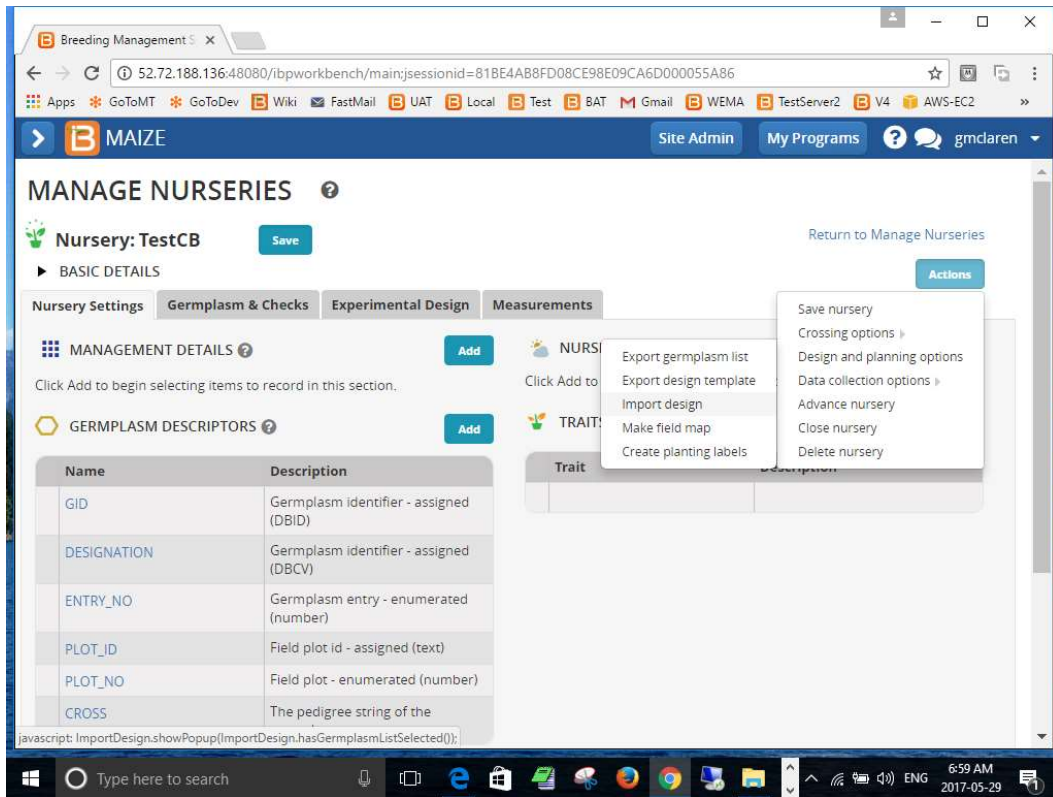 Breeding Management S
52.72.188.136:48080/ibpworkbench/main;jsessionid=81BE4AB8FD08CE98E09CA6D000055A86
Apps GoToMT GoToDev Wiki FastMail UAT Local Test BAT Gmail WEMA TestServer2 V4 AWS-EC2 »
MAIZE Site Admin My Programs gmclaren
MANAGE NURSERIES
Nursery: TestCB Save Return to Manage Nurseries
BASIC DETAILS Actions
Nursery Settings Germplasm & Checks Experimental Design Measurements
Save nursery
Crossing options
Design and planning options
Data collection options
Advance nursery
Close nursery
Delete nursery
Export germplasm list
Export design template
Import design
Make field map
Create planting labels
MANAGEMENT DETAILS Add
Click Add to begin selecting items to record in this section.
NURS
Click Add to
GERMPLASM DESCRIPTORS Add
TRAITS
Name Description
GID Germplasm identifier - assigned
(DBID)
DESIGNATION Germplasm identifier - assigned
(DBCV)
ENTRY_NO Germplasm entry - enumerated
(number)
PLOT_ID Field plot id - assigned (text)
PLOT_NO Field plot - enumerated (number)
CROSS The pedigree string of the
Trait Description
javascript: ImportDesign.showPopup(ImportDesign.hasGermplasmListSelected());
Type here to search ENG 6:59 AM
2017-05-29